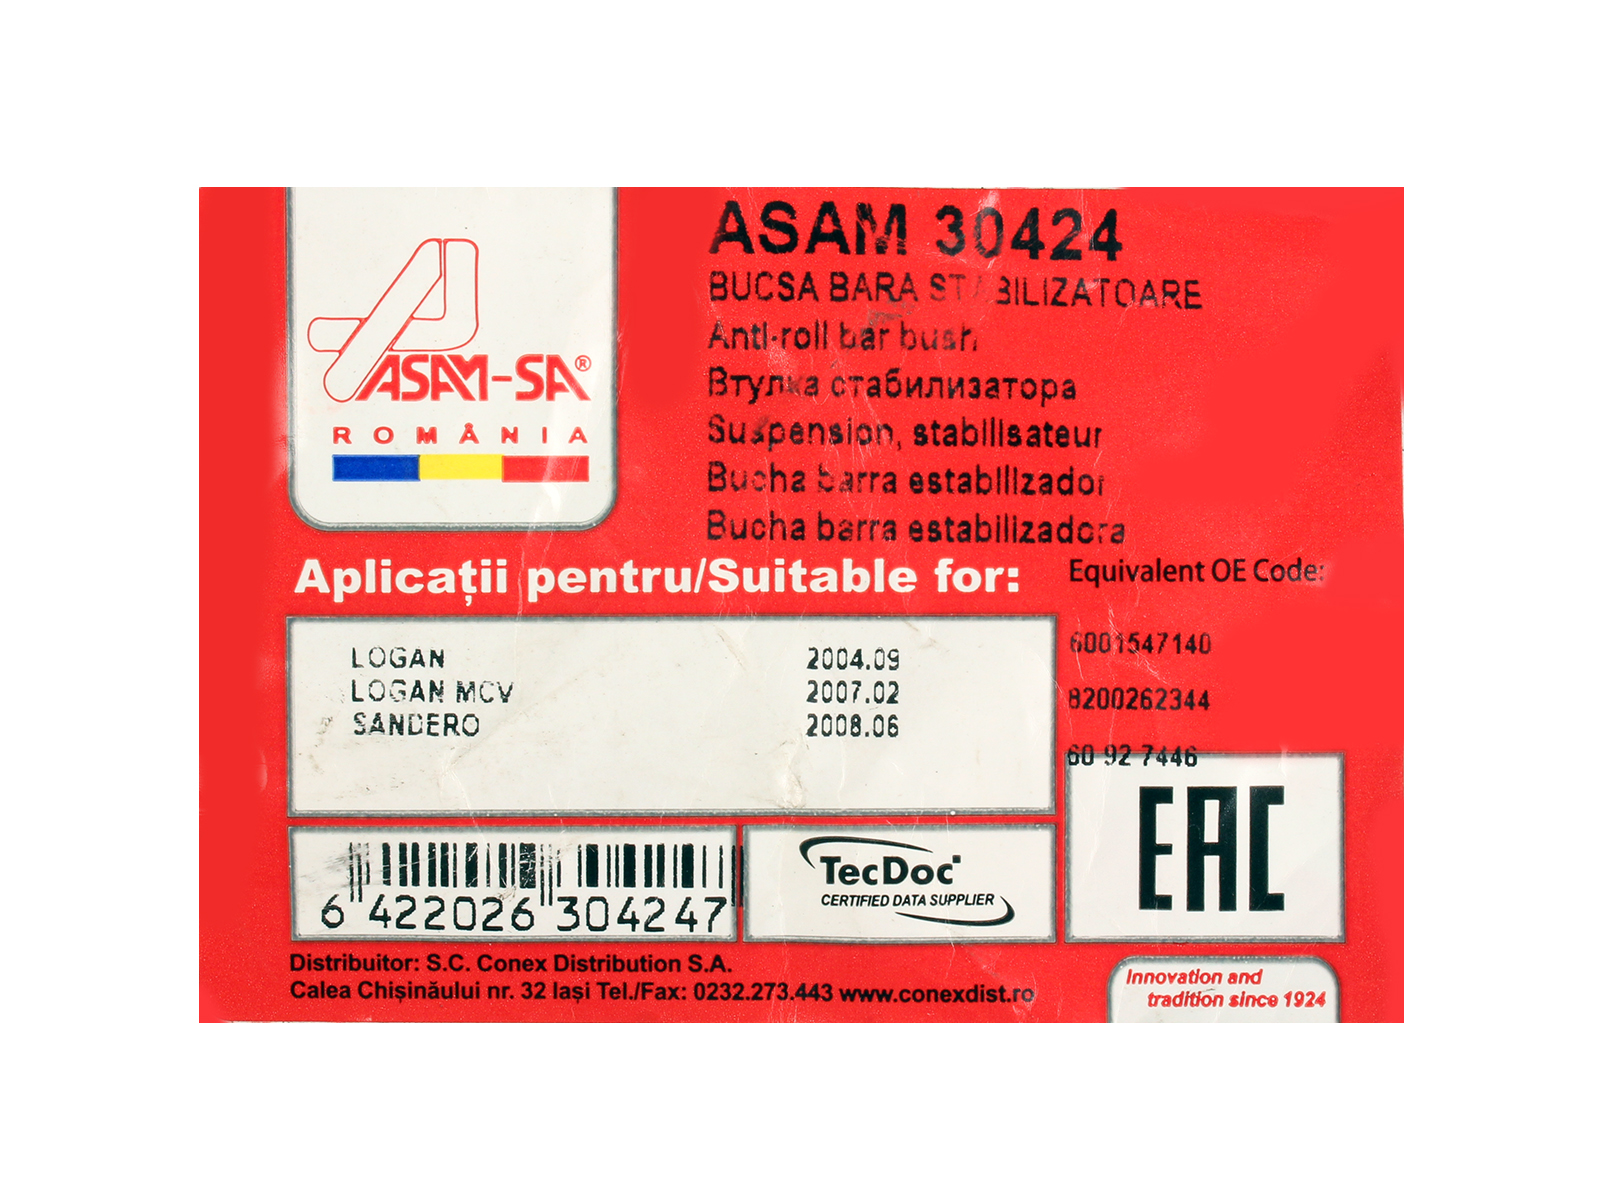 ASAM-SA®
ROMÂNIA
ASAM 30424
BUCSA BARA STABILIZATOARE
Anti-roll bar bush
Втулка стабилизатора
Suspension, stabilisateur
Bucha barra estabilizador
Bucha barra estabilizadora
Aplicații pentru/Suitable for:
LOGAN 2004.09
LOGAN MCV 2007.02
SANDERO 2008.06
Equivalent OE Code:
6001547140
8200262344
60 92 7446
6 422026 304247
TecDoc
CERTIFIED DATA SUPPLIER
EAC
Distribuitor: S.C. Conex Distribution S.A.
Calea Chișinăului nr. 32 Iași Tel./Fax: 0232.273.443 www.conexdist.ro
Innovation and
tradition since 1924